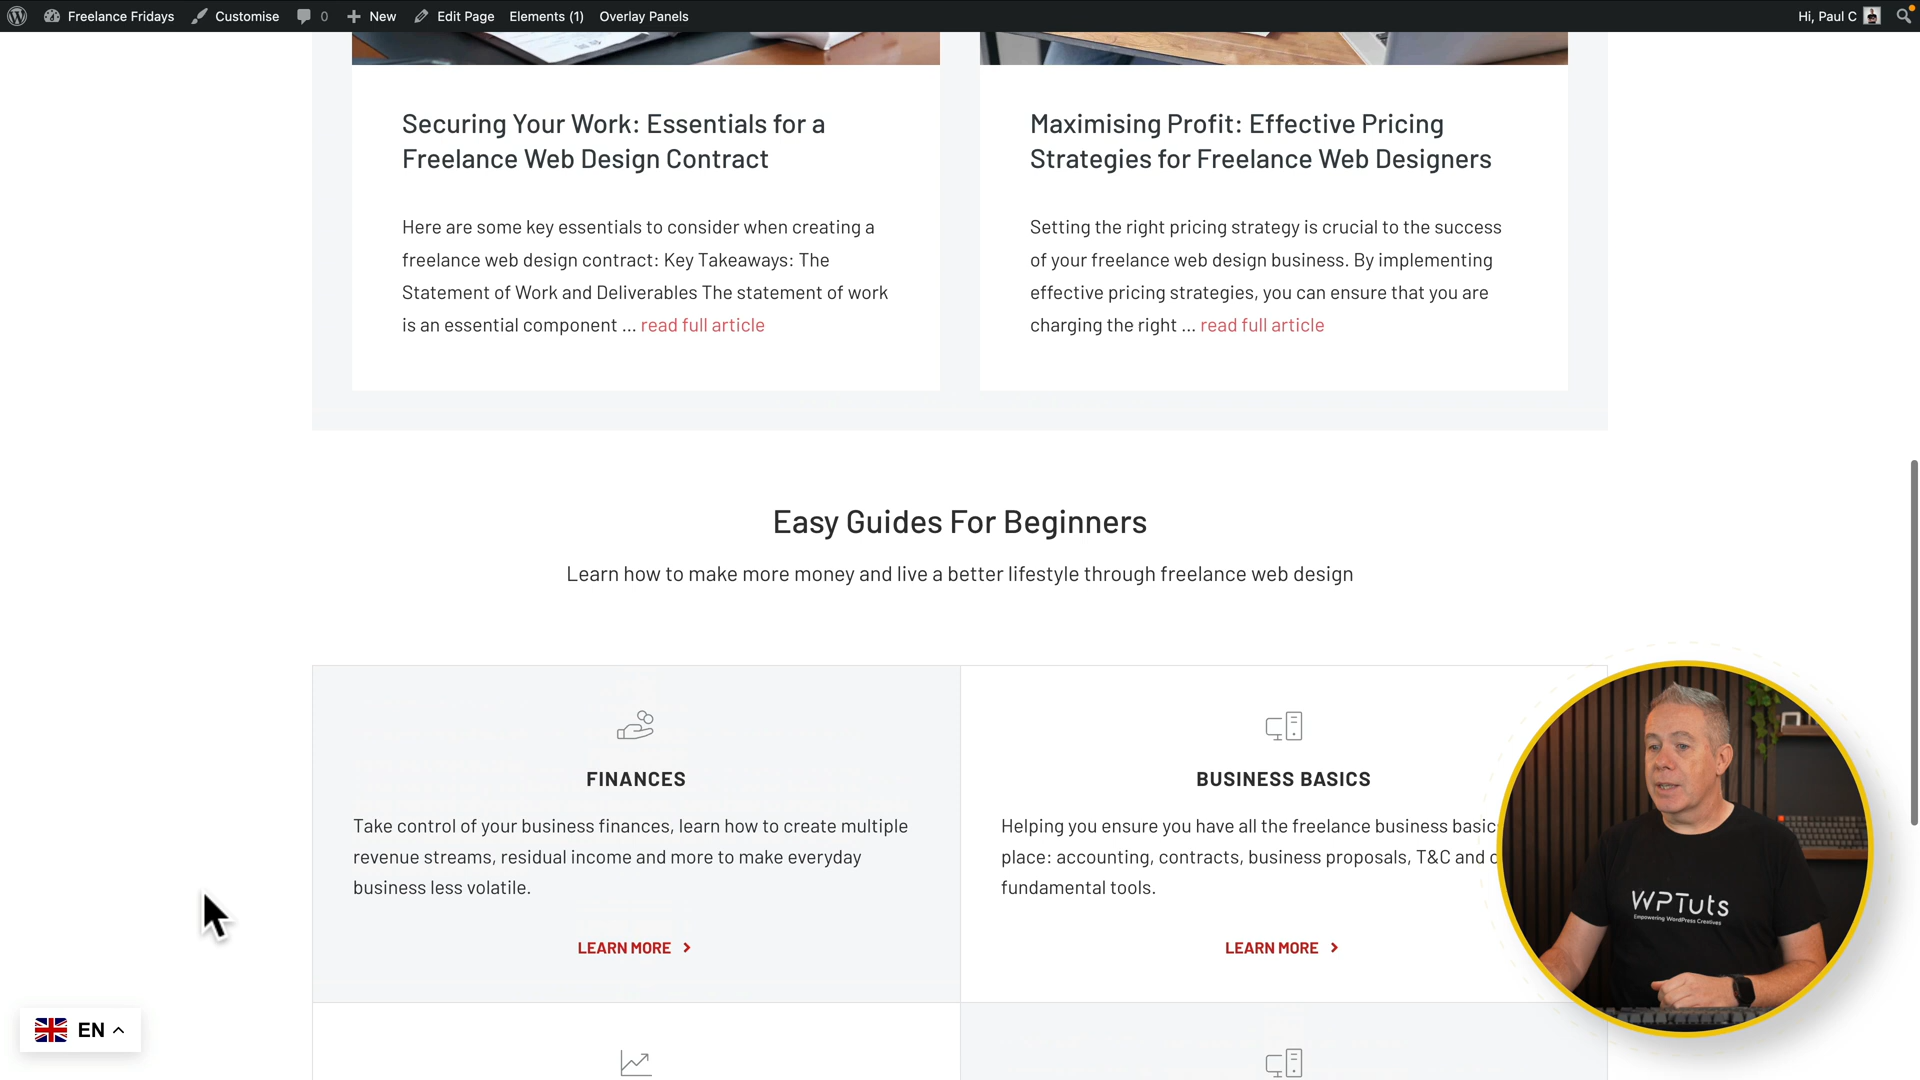 Freelance Fridays Customise 0 New Edit Page Elements (1) Overlay Panels Hi, Paul C
Securing Your Work: Essentials for a
Freelance Web Design Contract
Here are some key essentials to consider when creating a
freelance web design contract: Key Takeaways: The
Statement of Work and Deliverables The statement of work
is an essential component ... read full article
Maximising Profit: Effective Pricing
Strategies for Freelance Web Designers
Setting the right pricing strategy is crucial to the success
of your freelance web design business. By implementing
effective pricing strategies, you can ensure that you are
charging the right ... read full article
Easy Guides For Beginners
Learn how to make more money and live a better lifestyle through freelance web design
FINANCES
Take control of your business finances, learn how to create multiple
revenue streams, residual income and more to make everyday
business less volatile.
LEARN MORE
BUSINESS BASICS
Helping you ensure you have all the freelance business
place: accounting, contracts, business proposals, T&C and
fundamental tools.
LEARN MORE
WPTuts
Empowering WordPress Creatives
EN